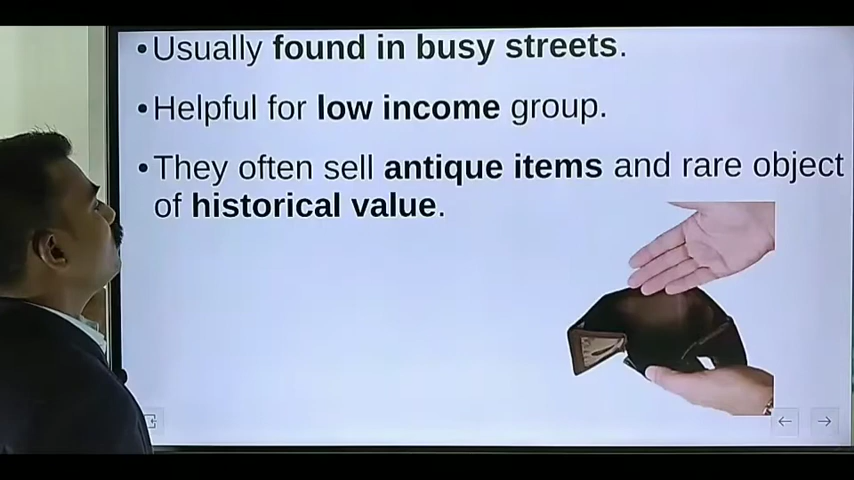 •Usually found in busy streets.
•Helpful for low income group.
•They often sell antique items and rare object
of historical value.